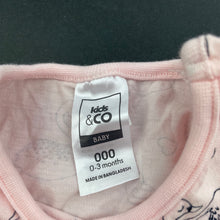 kids
&CO
BABY
000
0-3 months
MADE IN BANGLADESH